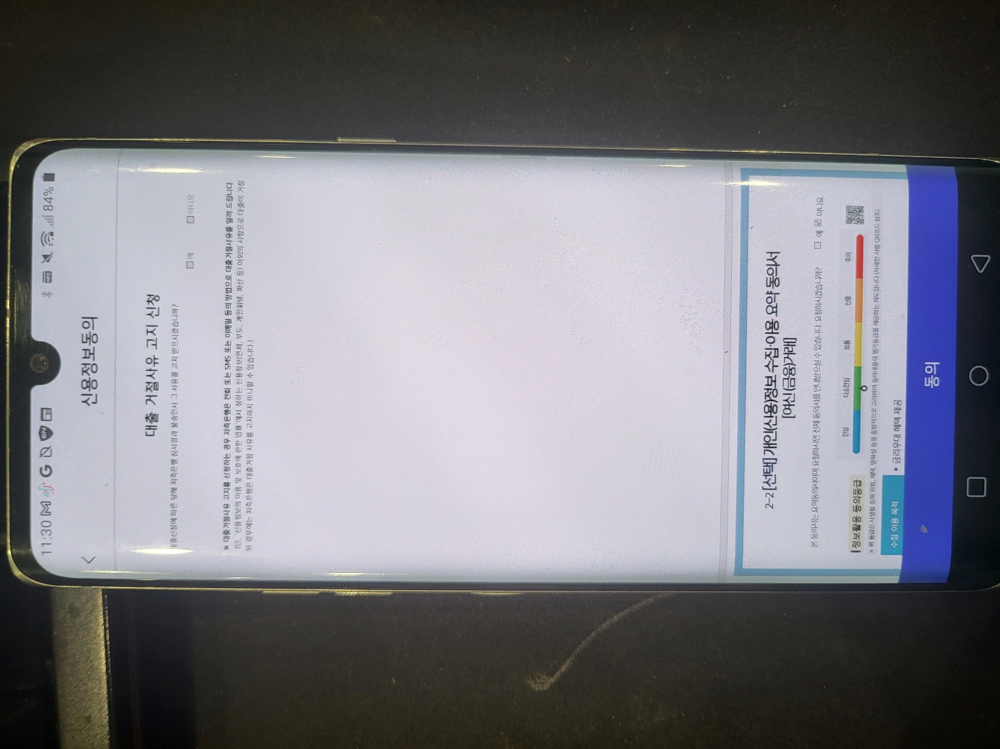 11:30
84%
신용정보동의
대출 거절사유 고지 신청
대출신청에 따른 당해 저축은행 심사결과 불승인시 그 사유를 고지 받으시겠습니까?
예 아니오
※ 대출거절사유 고지를 신청하는 경우 저축은행은 전화 또는 SMS 또는 이메일 등의 방법으로 대출거절사유를 알려 드립니다.
(단, 「신용정보의 이용 및 보호에 관한 법률」에서 정하는 신용정보(연체, 부도, 개인회생, 파산 등) 이외의 사항으로 대출이 거절
된 경우에는 저축은행은 대출거절 사유를 고지하지 아니할 수 있습니다.)
2-2 [선택] 개인(신용)정보 수집·이용 요약 동의서
[여신(금융)거래]
본 동의서는 요약동의서이며 요청하시면 전체 동의서를 안내받으실 수 있습니다. 요청하시겠습니까? 예 아니요
정보활용 동의등급
안심 다소안심 보통 신중 주의
※ 위 등급은 사생활 침해 위험, 혜택, 명확성 등을 종합적으로 고려하여 동의내용의 평가등급을 제공하는 제도입니다(자세한 사항 QR코드 참조)
수집·이용 목적
▪ 금리우대 혜택 제공
동의